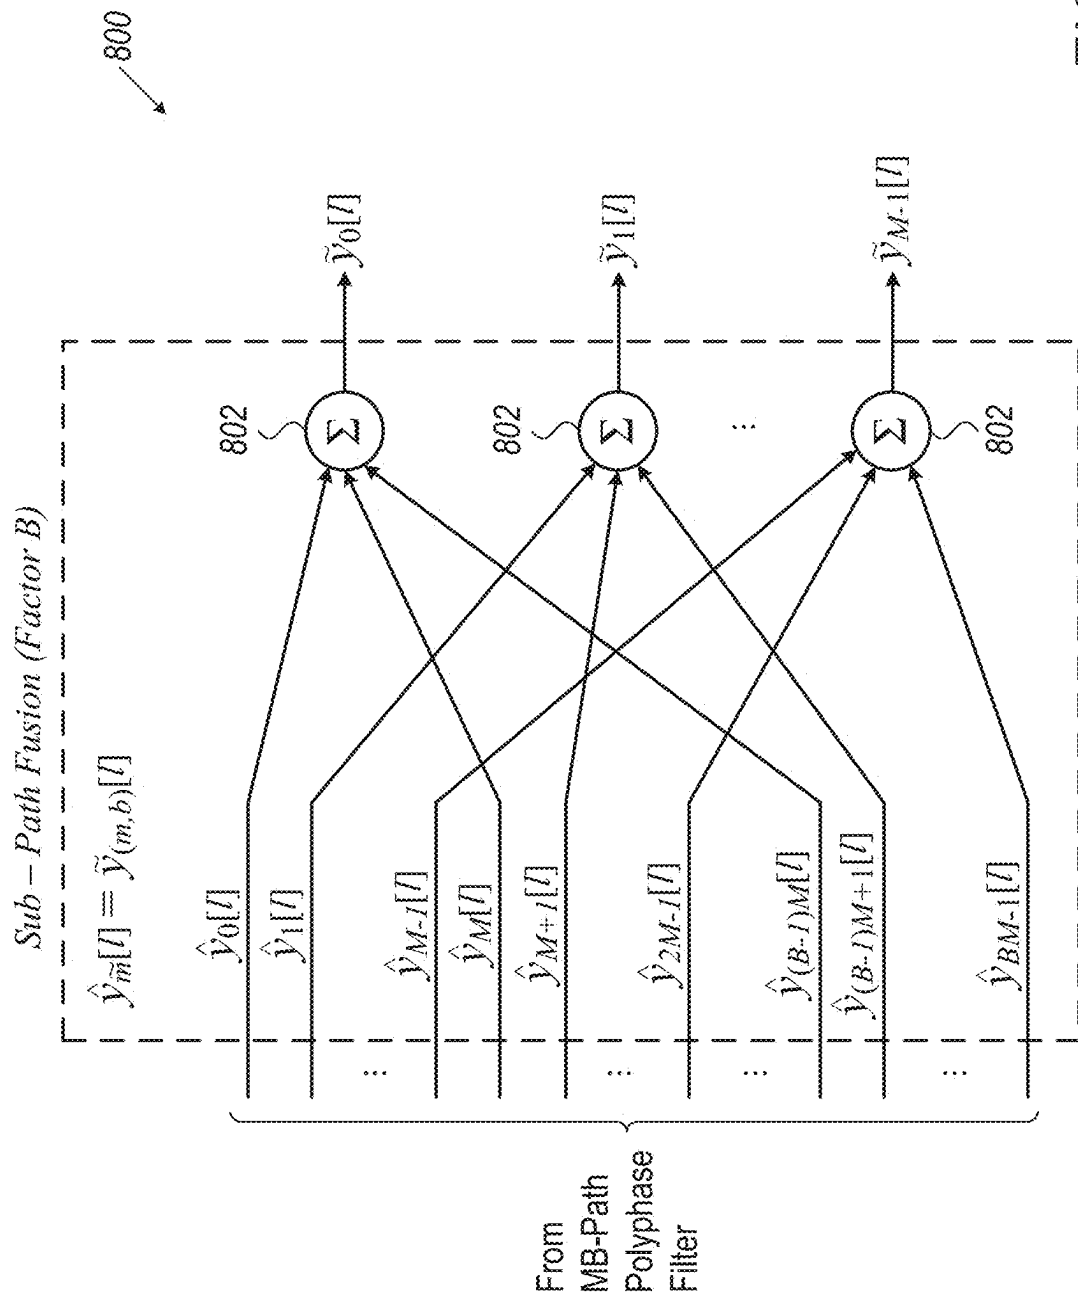 800
Sub – Path Fusion (Factor B)
ŷ_m̃[l] = ỹ_(m,b)[l]
ŷ_0[l]
ŷ_1[l]
...
ŷ_M-1[l]
ŷ_M[l]
ŷ_M+1[l]
...
ŷ_2M-1[l]
...
ŷ_(B-1)M[l]
ŷ_(B-1)M+1[l]
...
ŷ_BM-1[l]
From
MB-Path
Polyphase
Filter
802
Σ
ỹ_0[l]
802
Σ
ỹ_1[l]
...
Σ
802
ỹ_M-1[l]